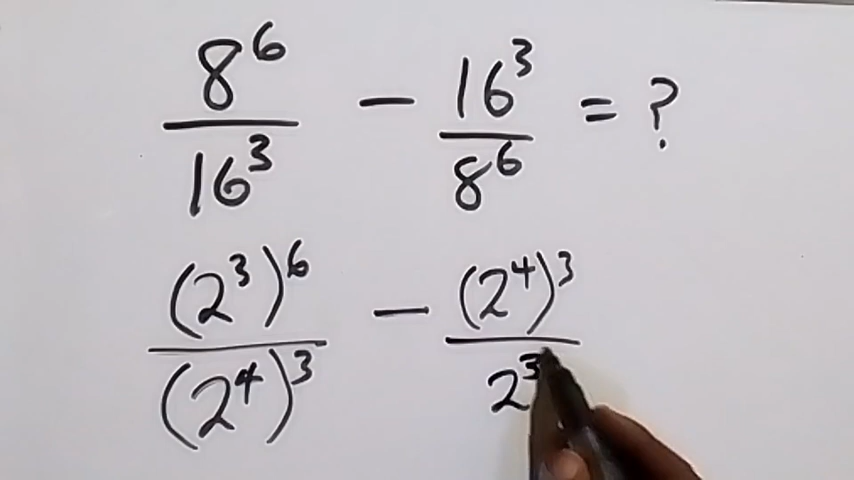 8^6/16^3 - 16^3/8^6 = ?
(2^3)^6/(2^4)^3 - (2^4)^3/2^3